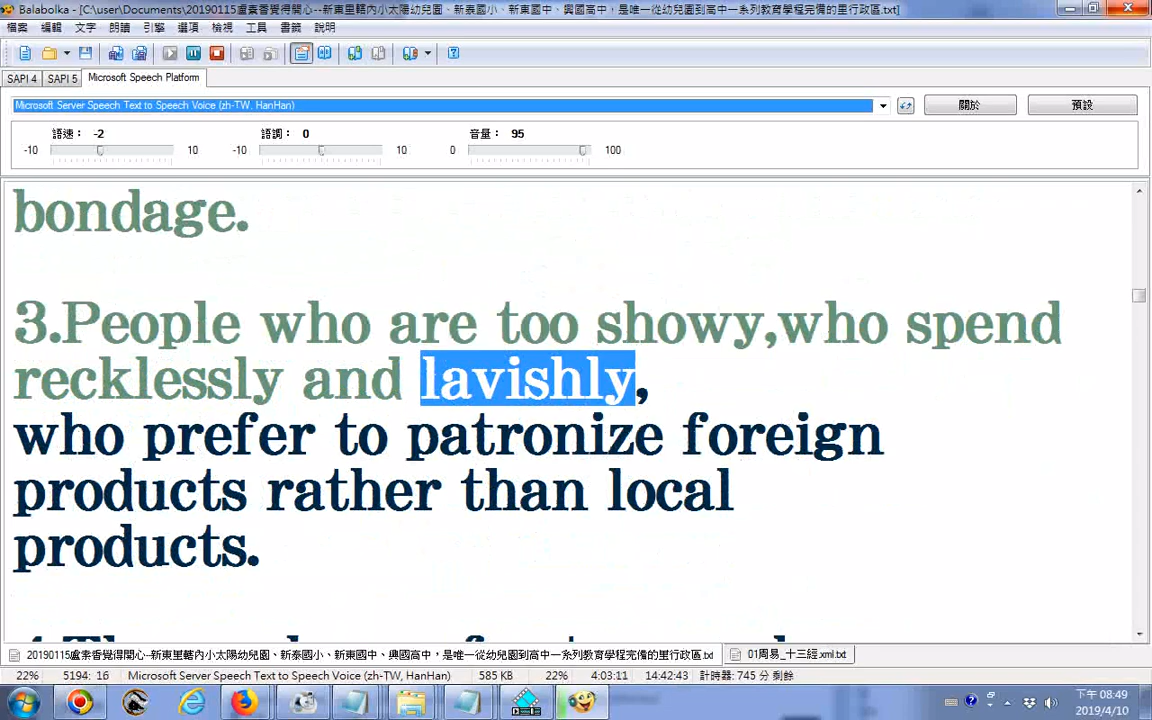 Balabolka - [C:\user\Documents\20190115盧素香覺得開心--新東里轄內小太陽幼兒園、新泰國小、新東國中、興國高中，是唯一從幼兒園到高中一系列教育學程完備的里行政區.txt]
檔案 編輯 文字 朗讀 引擎 選項 檢視 工具 書籤 說明
SAPI 4 SAPI 5 Microsoft Speech Platform
Microsoft Server Speech Text to Speech Voice (zh-TW, HanHan) 關於 預設
語速： -2 語調： 0 音量： 95
-10 10 -10 10 0 100
bondage.
3.People who are too showy,who spend
recklessly and lavishly,
who prefer to patronize foreign
products rather than local
products.
20190115盧素香覺得開心--新東里轄內小太陽幼兒園、新泰國小、新東國中、興國高中，是唯一從幼兒園到高中一系列教育學程完備的里行政區.txt 01周易_十三經.xml.txt
22% 5194: 16 Microsoft Server Speech Text to Speech Voice (zh-TW, HanHan) 585 KB 22% 4:03:11 14:42:43 計時器: 745 分 剩餘
下午 08:49
2019/4/10